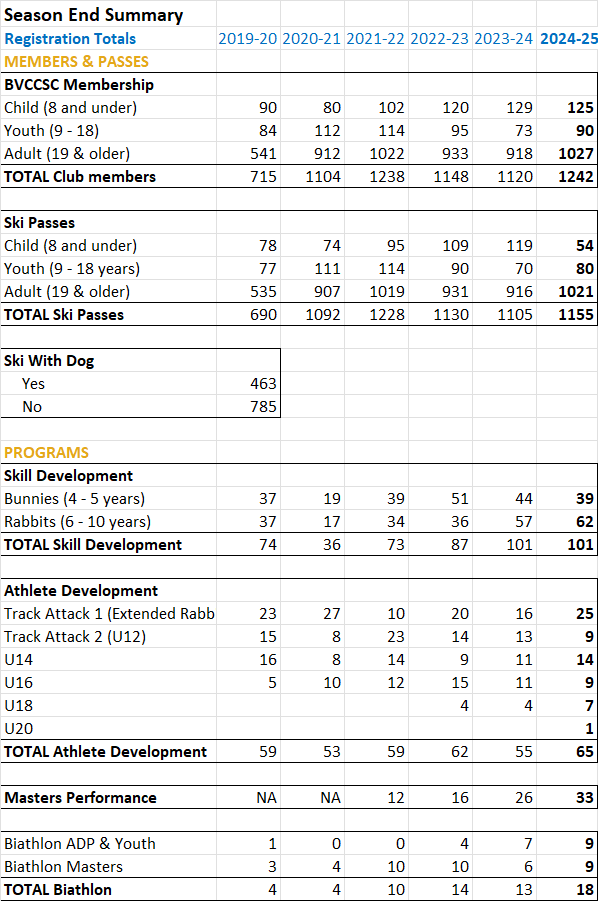 Season End Summary
Registration Totals 2019-20 2020-21 2021-22 2022-23 2023-24 2024-25
MEMBERS & PASSES
BVCCSC Membership
Child (8 and under) 90 80 102 120 129 125
Youth (9 - 18) 84 112 114 95 73 90
Adult (19 & older) 541 912 1022 933 918 1027
TOTAL Club members 715 1104 1238 1148 1120 1242
Ski Passes
Child (8 and under) 78 74 95 109 119 54
Youth (9 - 18 years) 77 111 114 90 70 80
Adult (19 & older) 535 907 1019 931 916 1021
TOTAL Ski Passes 690 1092 1228 1130 1105 1155
Ski With Dog
Yes 463
No 785
PROGRAMS
Skill Development
Bunnies (4 - 5 years) 37 19 39 51 44 39
Rabbits (6 - 10 years) 37 17 34 36 57 62
TOTAL Skill Development 74 36 73 87 101 101
Athlete Development
Track Attack 1 (Extended Rabb 23 27 10 20 16 25
Track Attack 2 (U12) 15 8 23 14 13 9
U14 16 8 14 9 11 14
U16 5 10 12 15 11 9
U18 4 4 7
U20 1
TOTAL Athlete Development 59 53 59 62 55 65
Masters Performance NA NA 12 16 26 33
Biathlon ADP & Youth 1 0 0 4 7 9
Biathlon Masters 3 4 10 10 6 9
TOTAL Biathlon 4 4 10 14 13 18